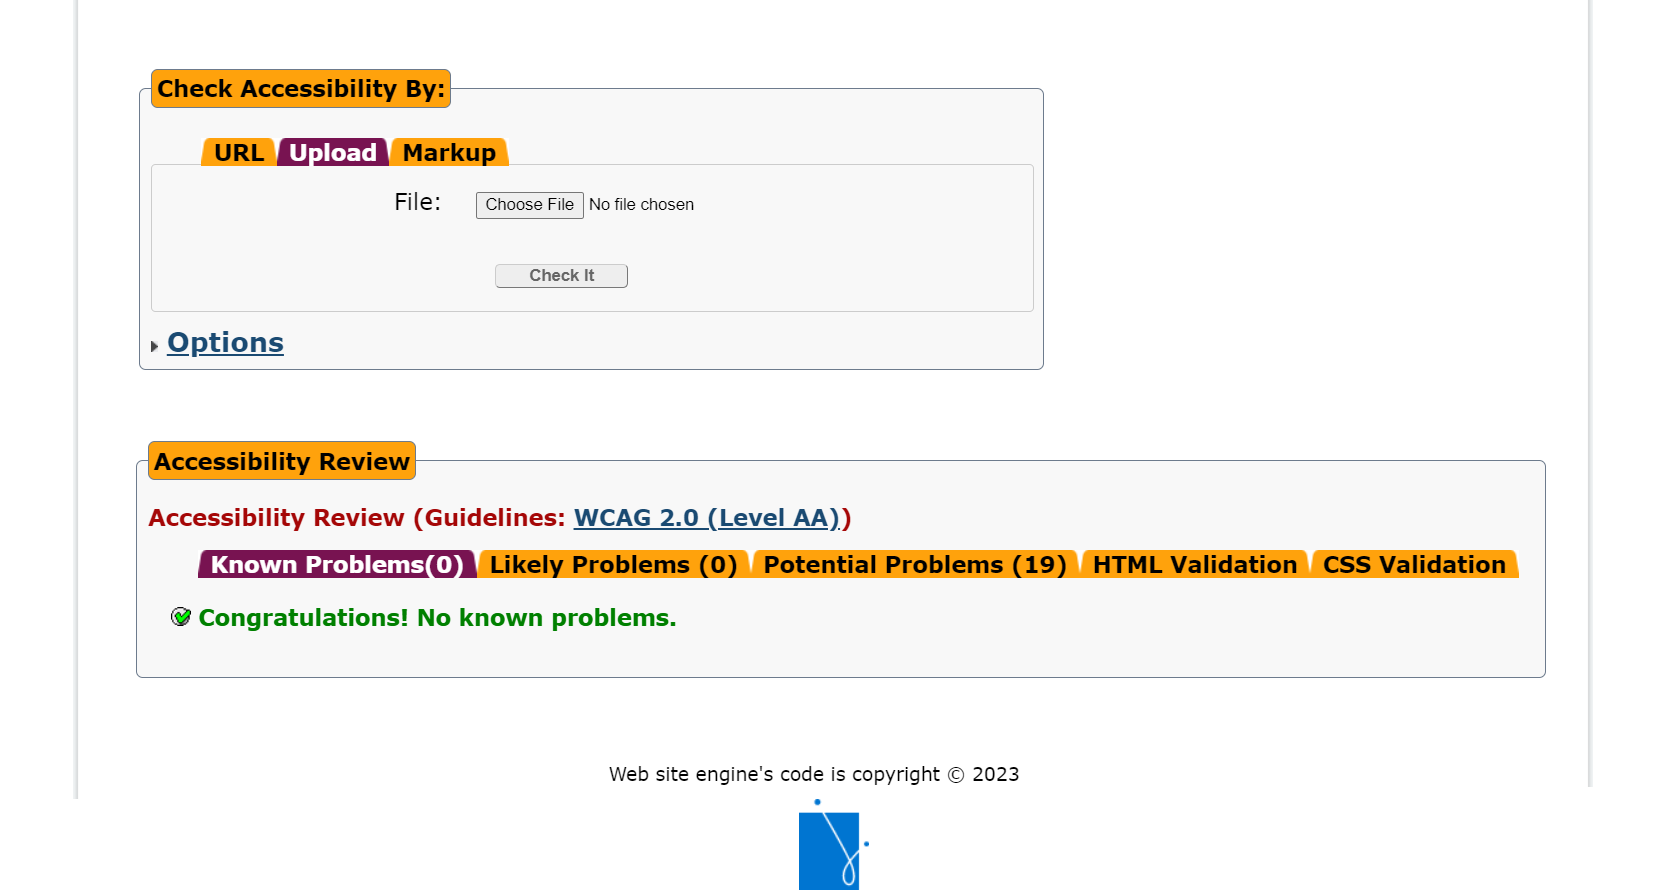 Check Accessibility By:
URL Upload Markup
File: Choose File No file chosen
Check It
Options
Accessibility Review
Accessibility Review (Guidelines: WCAG 2.0 (Level AA))
Known Problems(0) Likely Problems (0) Potential Problems (19) HTML Validation CSS Validation
Congratulations! No known problems.
Web site engine's code is copyright © 2023